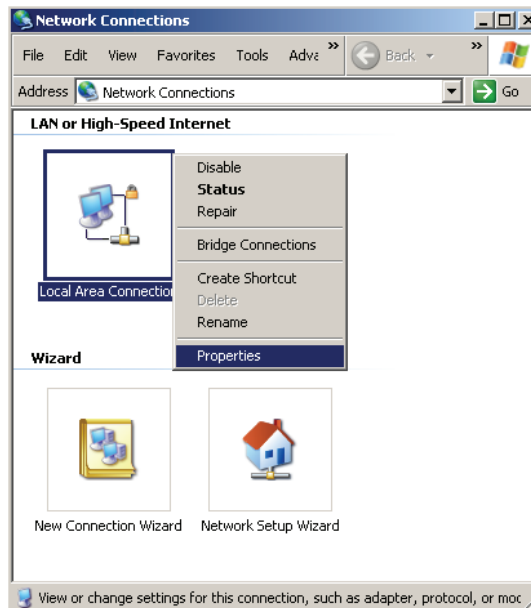 Network Connections
File Edit View Favorites Tools Adva » Back »
Address Network Connections Go
LAN or High-Speed Internet
Disable
Status
Repair
Bridge Connections
Create Shortcut
Local Area Connection
Delete
Rename
Wizard
Properties
New Connection Wizard Network Setup Wizard
View or change settings for this connection, such as adapter, protocol, or moc